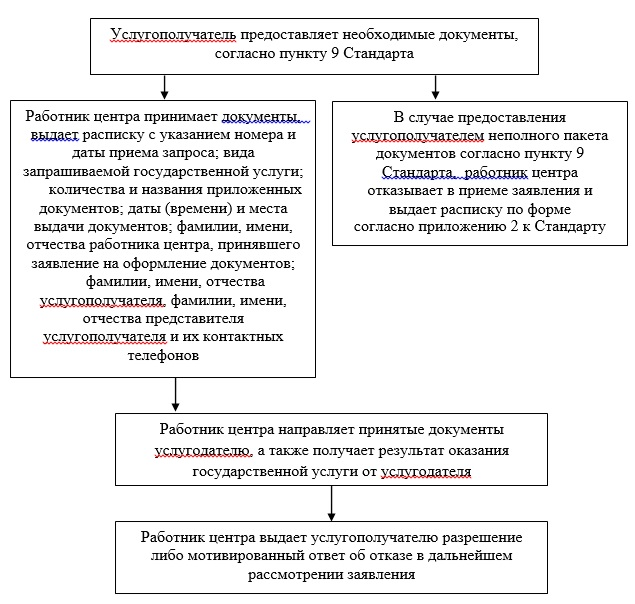 Услугополучатель предоставляет необходимые документы,
согласно пункту 9 Стандарта
Работник центра принимает документы,
выдает расписку с указанием номера и
даты приема запроса; вида
запрашиваемой государственной услуги;
количества и названия приложенных
документов; даты (времени) и места
выдачи документов; фамилии, имени,
отчества работника центра, принявшего
заявление на оформление документов;
фамилии, имени, отчества
услугополучателя, фамилии, имени,
отчества представителя
услугополучателя и их контактных
телефонов
В случае предоставления
услугополучателем неполного пакета
документов согласно пункту 9
Стандарта, работник центра
отказывает в приеме заявления и
выдает расписку по форме
согласно приложению 2 к Стандарту
Работник центра направляет принятые документы
услугодателю, а также получает результат оказания
государственной услуги от услугодателя
Работник центра выдает услугополучателю разрешение
либо мотивированный ответ об отказе в дальнейшем
рассмотрении заявления